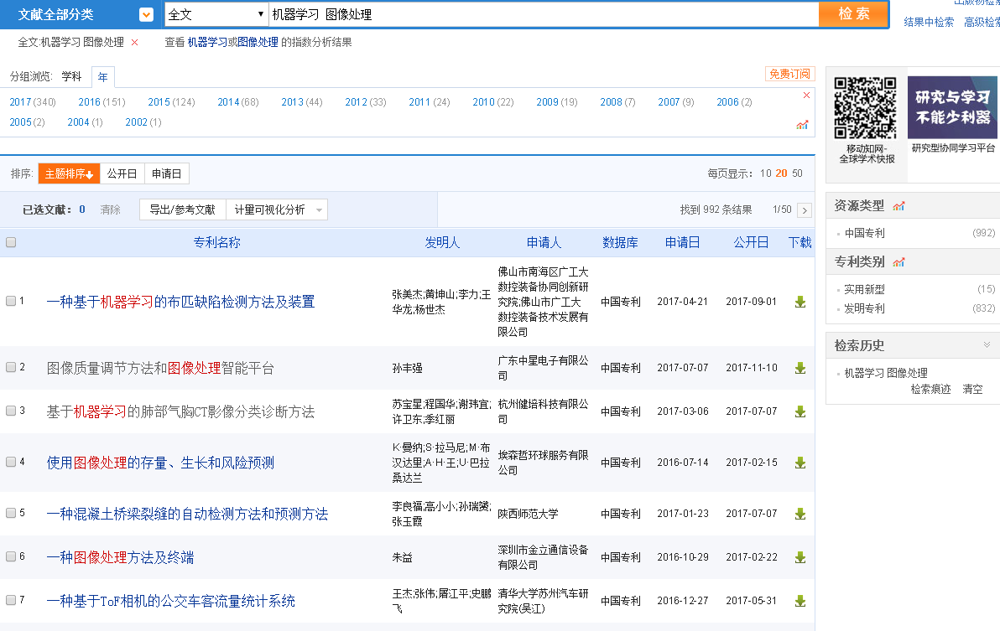 文献全部分类 全文 机器学习 图像处理 检索
结果中检索 高级检索
全文:机器学习 图像处理 × 查看 机器学习或图像处理 的指数分析结果
分组浏览: 学科 年 免费订阅
2017(340) 2016(151) 2015(124) 2014(68) 2013(44) 2012(33) 2011(24) 2010(22) 2009(19) 2008(7) 2007(9) 2006(2)
2005(2) 2004(1) 2002(1)
研究与学习
不能少利器
移动知网-
全球学术快报
研究型协同学习平台
排序: 主题排序 公开日 申请日 每页显示: 10 20 50
已选文献: 0 清除 导出/参考文献 计量可视化分析 找到 992 条结果 1/50 >
专利名称 发明人 申请人 数据库 申请日 公开日 下载
1 一种基于机器学习的布匹缺陷检测方法及装置 张美杰;黄坤山;李力;王华龙;杨世杰 佛山市南海区广工大数控装备协同创新研究院;佛山市广工大数控装备技术发展有限公司 中国专利 2017-04-21 2017-09-01
2 图像质量调节方法和图像处理智能平台 孙丰强 广东中星电子有限公司 中国专利 2017-07-07 2017-11-10
3 基于机器学习的肺部气胸CT影像分类诊断方法 苏宝星;程国华;谢玮宜;许卫东;季红丽 杭州健培科技有限公司 中国专利 2017-03-06 2017-07-07
4 使用图像处理的存量、生长和风险预测 K·曼纳;S·拉马尼;M·布汉达里;A·H·王;U·巴拉桑达兰 埃森哲环球服务有限公司 中国专利 2016-07-14 2017-02-15
5 一种混凝土桥梁裂缝的自动检测方法和预测方法 李良福;高小小;孙瑞赟;张玉霞 陕西师范大学 中国专利 2017-01-23 2017-07-07
6 一种图像处理方法及终端 朱益 深圳市金立通信设备有限公司 中国专利 2016-10-29 2017-02-22
7 一种基于ToF相机的公交车客流量统计系统 王杰;张伟;屠江平;史鹏飞 清华大学苏州汽车研究院(吴江) 中国专利 2016-12-27 2017-05-31
资源类型
中国专利 (992)
专利类别
实用新型 (15)
发明专利 (832)
检索历史
机器学习 图像处理
检索痕迹 清空